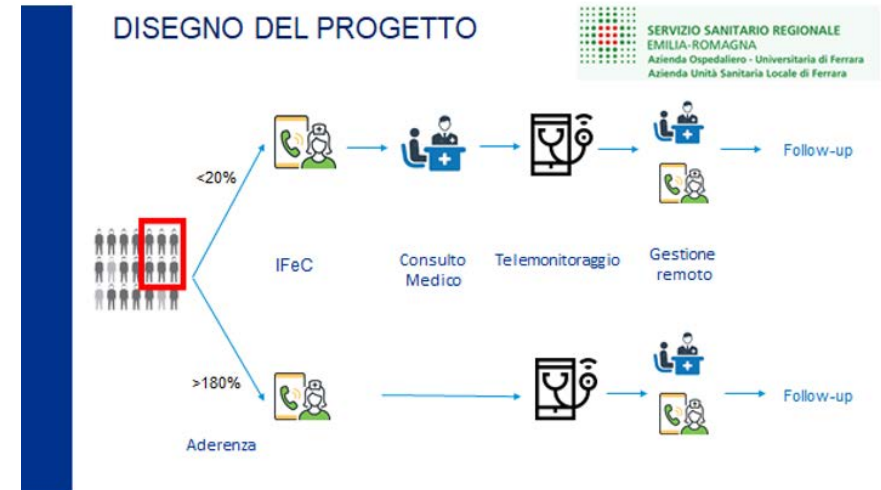 DISEGNO DEL PROGETTO
SERVIZIO SANITARIO REGIONALE
EMILIA-ROMAGNA
Azienda Ospedaliero - Universitaria di Ferrara
Azienda Unità Sanitaria Locale di Ferrara
<20%
Follow-up
IFeC
Consulto
Medico
Telemonitoraggio
Gestione
remoto
>180%
Follow-up
Aderenza